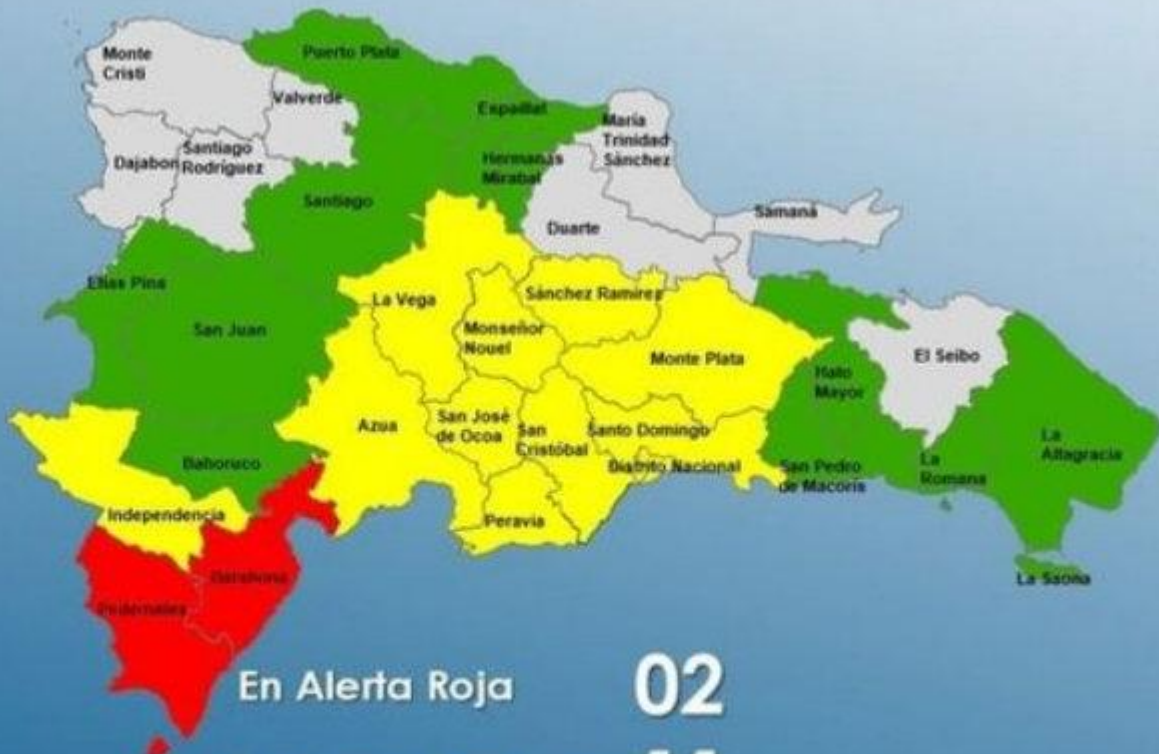 Monte
Cristi
Puerto Plata
Valverde
Espaillat
María
Trinidad
Sánchez
Dajabon
Santiago
Rodríguez
Hermanas
Mirabal
Santiago
Samaná
Duarte
Elias Pina
La Vega
Sánchez Ramirez
San Juan
Monseñor
Nouel
Monte Plata
El Seibo
Hato
Mayor
Azua
San José
de Ocoa
San
Cristóbal
Santo Domingo
La
Altagracia
Bahoruco
Distrito Nacional
San Pedro
de Macorís
La
Romana
Independencia
Peravia
Barahona
Pedernales
La Saona
En Alerta Roja 02